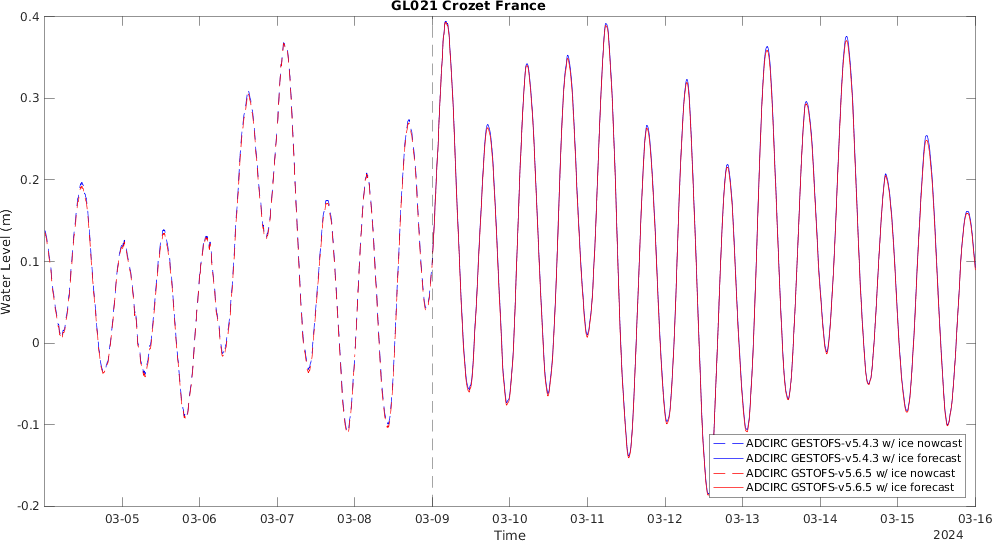 GL021 Crozet France
0.4
0.3
0.2
0.1
0
-0.1
-0.2
Water Level (m)
ADCIRC GESTOFS-v5.4.3 w/ ice nowcast
ADCIRC GESTOFS-v5.4.3 w/ ice forecast
ADCIRC GSTOFS-v5.6.5 w/ ice nowcast
ADCIRC GSTOFS-v5.6.5 w/ ice forecast
03-05 03-06 03-07 03-08 03-09 03-10 03-11 03-12 03-13 03-14 03-15 03-16
Time
2024